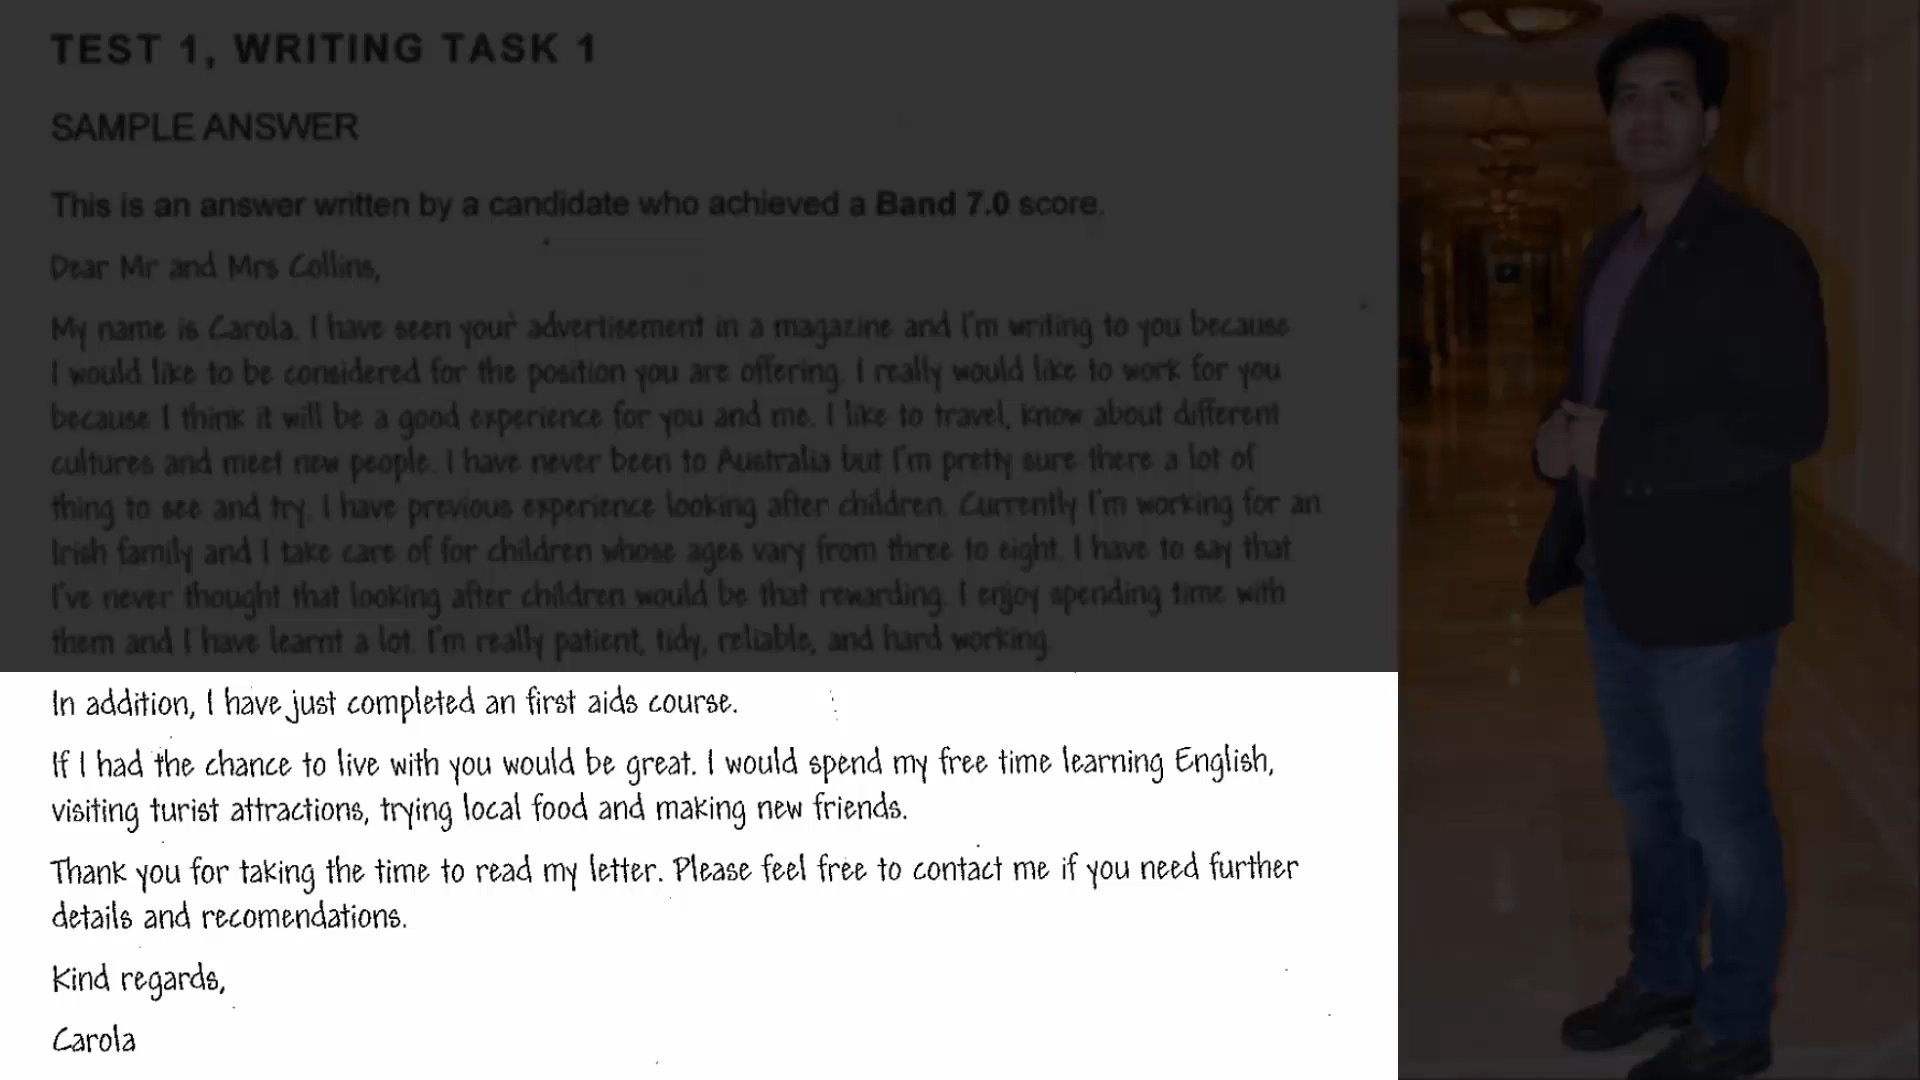 TEST 1, WRITING TASK 1
SAMPLE ANSWER
This is an answer written by a candidate who achieved a Band 7.0 score.
Dear Mr and Mrs Collins,
My name is Carola. I have seen your advertisement in a magazine and I'm writing to you because
I would like to be considered for the position you are offering. I really would like to work for you
because I think it will be a good experience for you and me. I like to travel, know about different
cultures and meet new people. I have never been to Australia but I'm pretty sure there a lot of
thing to see and try. I have previous experience looking after children. Currently I'm working for an
Irish family and I take care of for children whose ages vary from three to eight. I have to say that
I've never thought that looking after children would be that rewarding. I enjoy spending time with
them and I have learnt a lot. I'm really patient, tidy, reliable, and hard working.
In addition, I have just completed an first aids course.
If I had the chance to live with you would be great. I would spend my free time learning English,
visiting turist attractions, trying local food and making new friends.
Thank you for taking the time to read my letter. Please feel free to contact me if you need further
details and recomendations.
Kind regards,
Carola